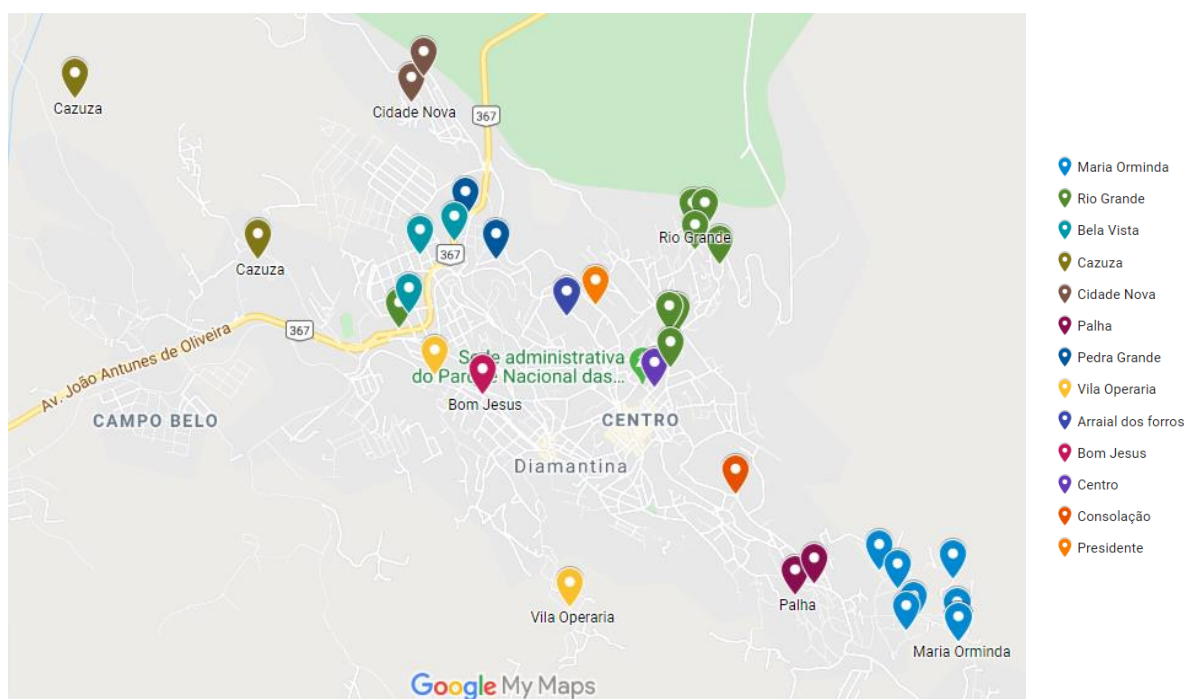 Cazuza
Cidade Nova
367
Rio Grande
367
Cazuza
367
Av. João Antunes de Oliveira
Sede administrativa
do Parque Nacional das...
Bom Jesus
CAMPO BELO
CENTRO
Diamantina
Palha
Vila Operaria
Maria Orminda
Google My Maps
Maria Orminda
Rio Grande
Bela Vista
Cazuza
Cidade Nova
Palha
Pedra Grande
Vila Operaria
Arraial dos forros
Bom Jesus
Centro
Consolação
Presidente